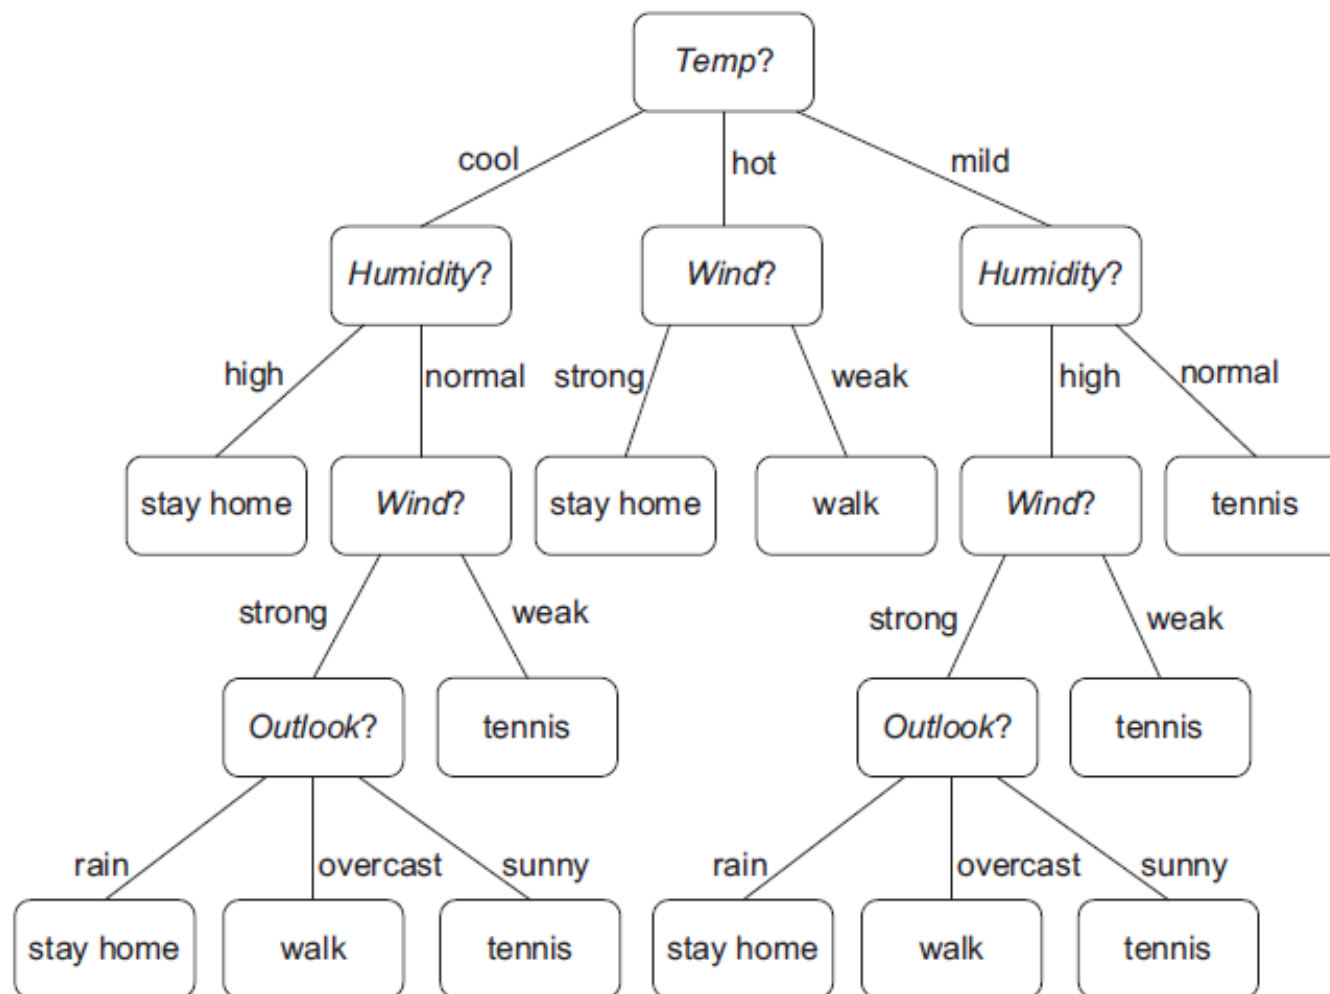 Temp?
cool hot mild
Humidity? Wind? Humidity?
high normal strong weak high normal
stay home Wind? stay home walk Wind? tennis
strong weak strong weak
Outlook? tennis Outlook? tennis
rain overcast sunny rain overcast sunny
stay home walk tennis stay home walk tennis